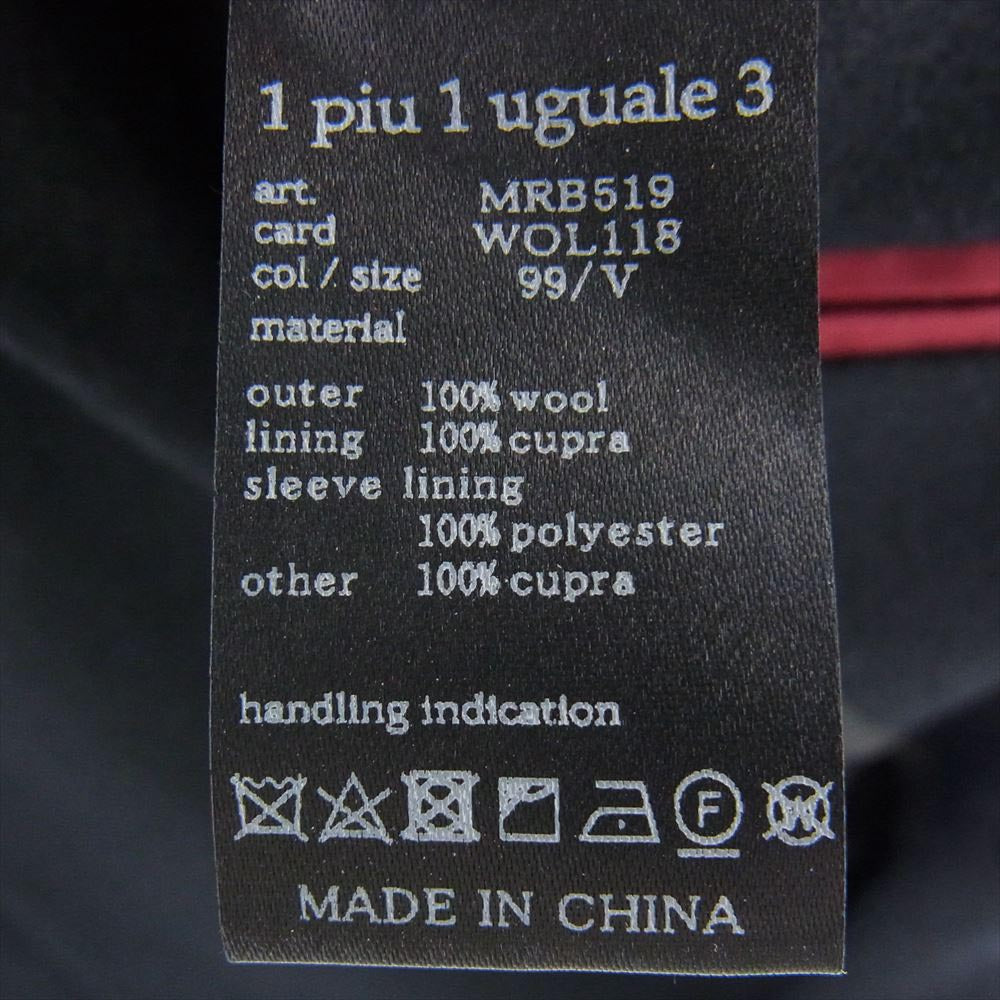 1 piu 1 uguale 3
art. MRB519
card WOL118
col / size 99/V
material
outer 100% wool
lining 100% cupra
sleeve lining
100% polyester
other 100% cupra
handling indication
F W
MADE IN CHINA